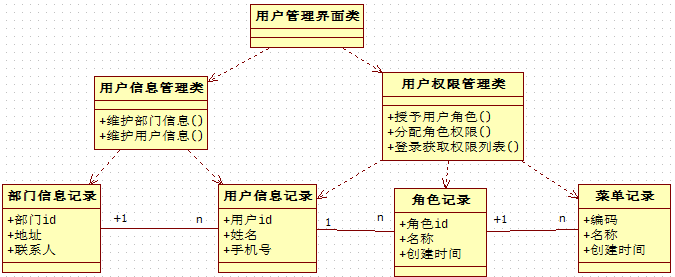 用户管理界面类
用户信息管理类
+维护部门信息()
+维护用户信息()
用户权限管理类
+授予用户角色()
+分配角色权限()
+登录获取权限列表()
部门信息记录
+部门id
+地址
+联系人
+1
n
用户信息记录
+用户id
+姓名
+手机号
1
n
角色记录
+角色id
+名称
+创建时间
+1
n
菜单记录
+编码
+名称
+创建时间